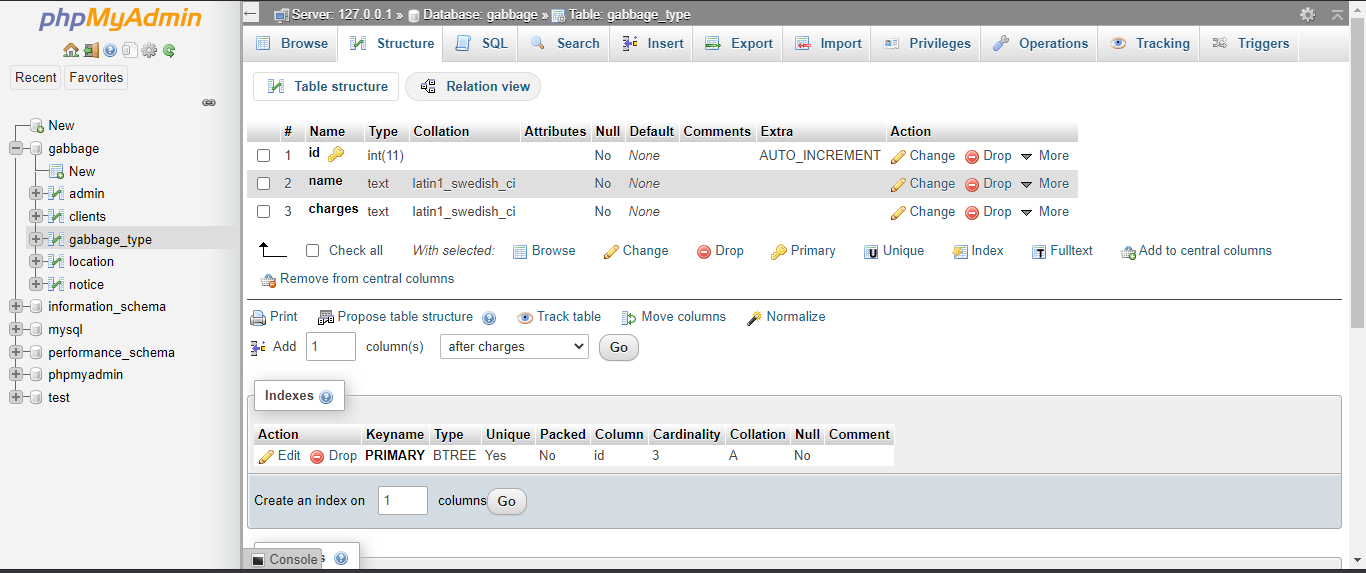 phpMyAdmin
Recent Favorites
New
gabbage
New
admin
clients
gabbage_type
location
notice
information_schema
mysql
performance_schema
phpmyadmin
test
Server: 127.0.0.1 » Database: gabbage » Table: gabbage_type
Browse Structure SQL Search Insert Export Import Privileges Operations Tracking Triggers
Table structure Relation view
# Name Type Collation Attributes Null Default Comments Extra Action
1 id int(11) No None AUTO_INCREMENT Change Drop More
2 name text latin1_swedish_ci No None Change Drop More
3 charges text latin1_swedish_ci No None Change Drop More
Check all With selected: Browse Change Drop Primary Unique Index Fulltext Add to central columns
Remove from central columns
Print Propose table structure Track table Move columns Normalize
Add 1 column(s) after charges Go
Indexes
Action Keyname Type Unique Packed Column Cardinality Collation Null Comment
Edit Drop PRIMARY BTREE Yes No id 3 A No
Create an index on 1 columns Go
Console